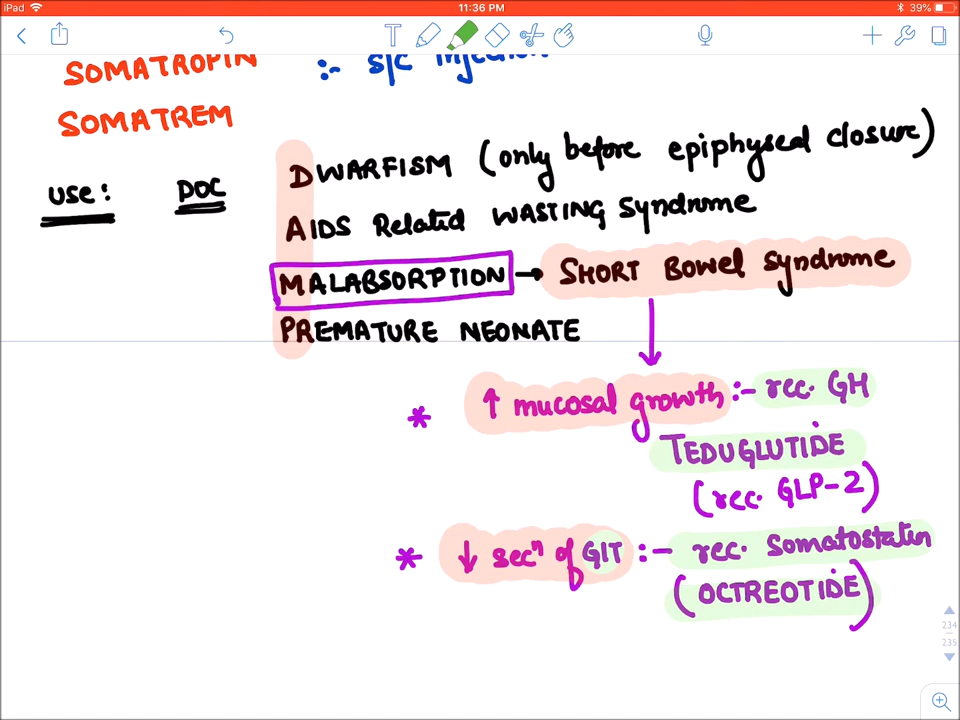 iPad 11:36 PM 39%
SOMATROPIN :- s/c injection
SOMATREM
USE: DOC DWARFISM (only before epiphyseal closure)
AIDS Related WASTING Syndrome
MALABSORPTION → SHORT Bowel Syndrome
PREMATURE NEONATE
* ↑ mucosal growth :- rec. GH
TEDUGLUTIDE
(rec. GLP-2)
* ↓ secⁿ of GIT :- rec. Somatostatin
(OCTREOTIDE)
234
235